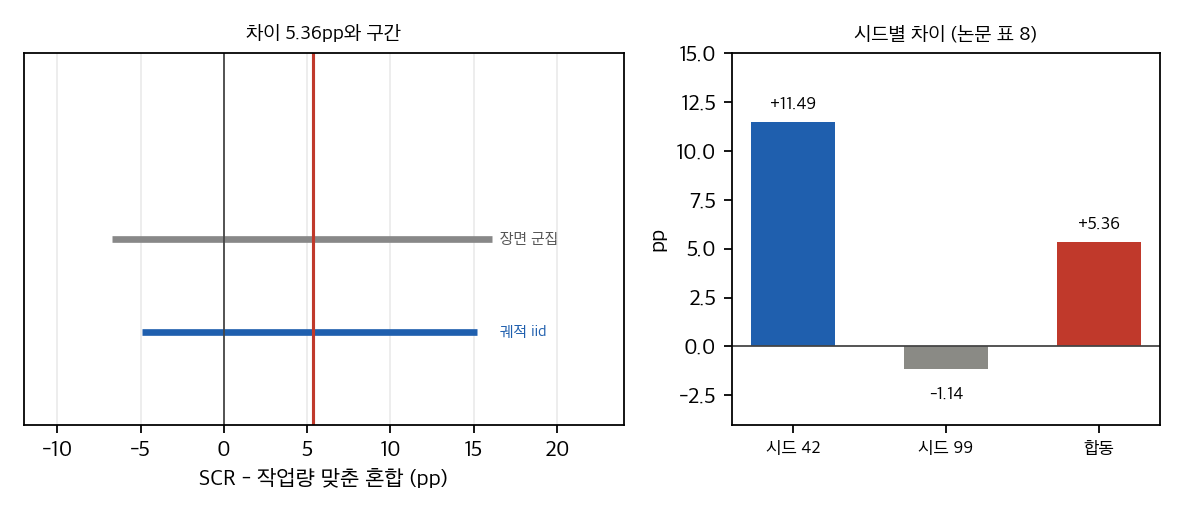 차이 5.36pp와 구간
장면 군집
궤적 iid
-10 -5 0 5 10 15 20
SCR - 작업량 맞춘 혼합 (pp)
시드별 차이 (논문 표 8)
15.0
12.5
10.0
7.5
5.0
2.5
0.0
-2.5
pp
+11.49
-1.14
+5.36
시드 42 시드 99 합동